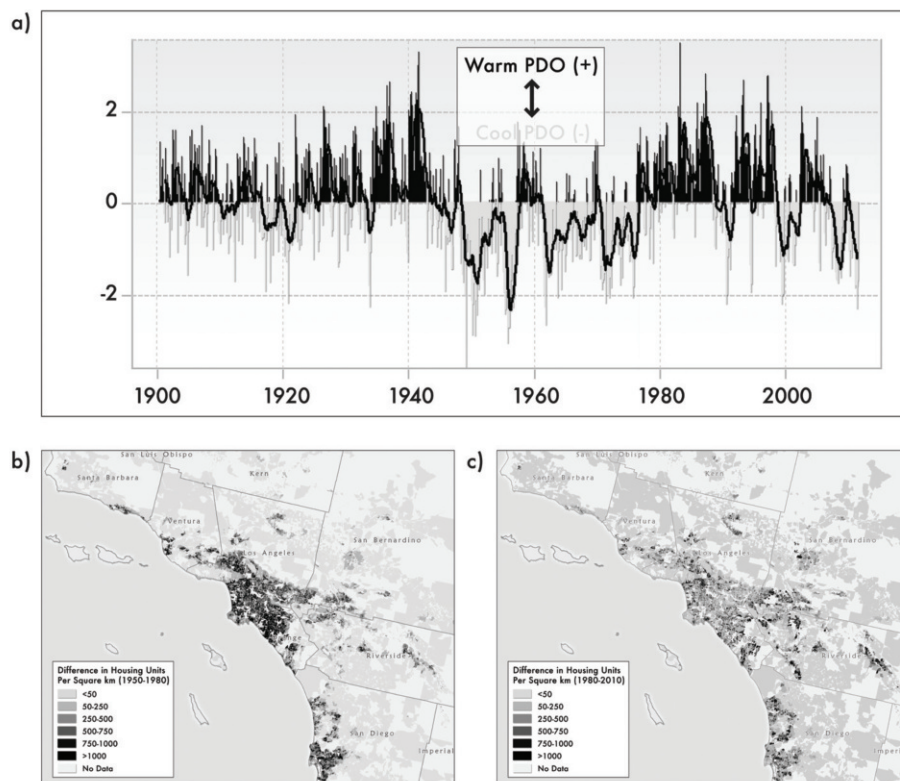 a)
Warm PDO (+)
Cool PDO (-)
2
0
-2
1900 1920 1940 1960 1980 2000
b)
San Luis Obispo
Kern
Santa Barbara
Ventura
Los Angeles
San Bernardino
Riverside
San Diego
Imperial
Difference in Housing Units
Per Square km (1950-1980)
<50
50-250
250-500
500-750
750-1000
>1000
No Data
c)
San Luis Obispo
Kern
Santa Barbara
Ventura
Los Angeles
San Bernardino
Riverside
San Diego
Imperial
Difference in Housing Units
Per Square km (1980-2010)
<50
50-250
250-500
500-750
750-1000
>1000
No Data